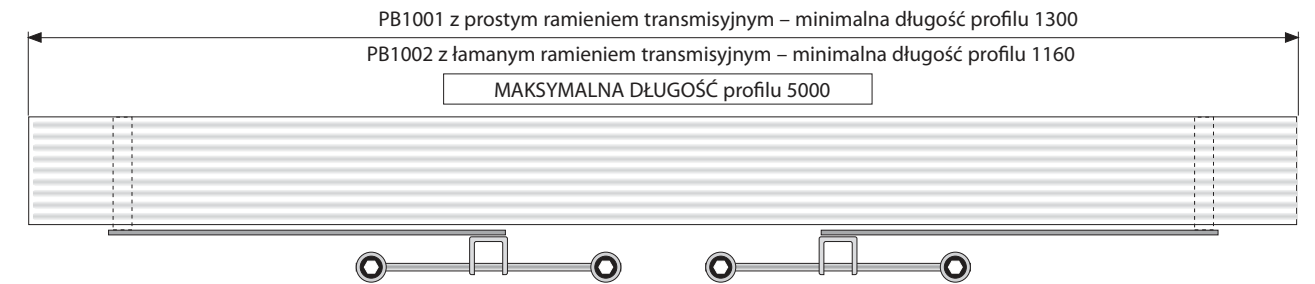 PB1001 z prostym ramieniem transmisyjnym – minimalna długość profilu 1300
PB1002 z łamanym ramieniem transmisyjnym – minimalna długość profilu 1160
MAKSYMALNA DŁUGOŚĆ profilu 5000